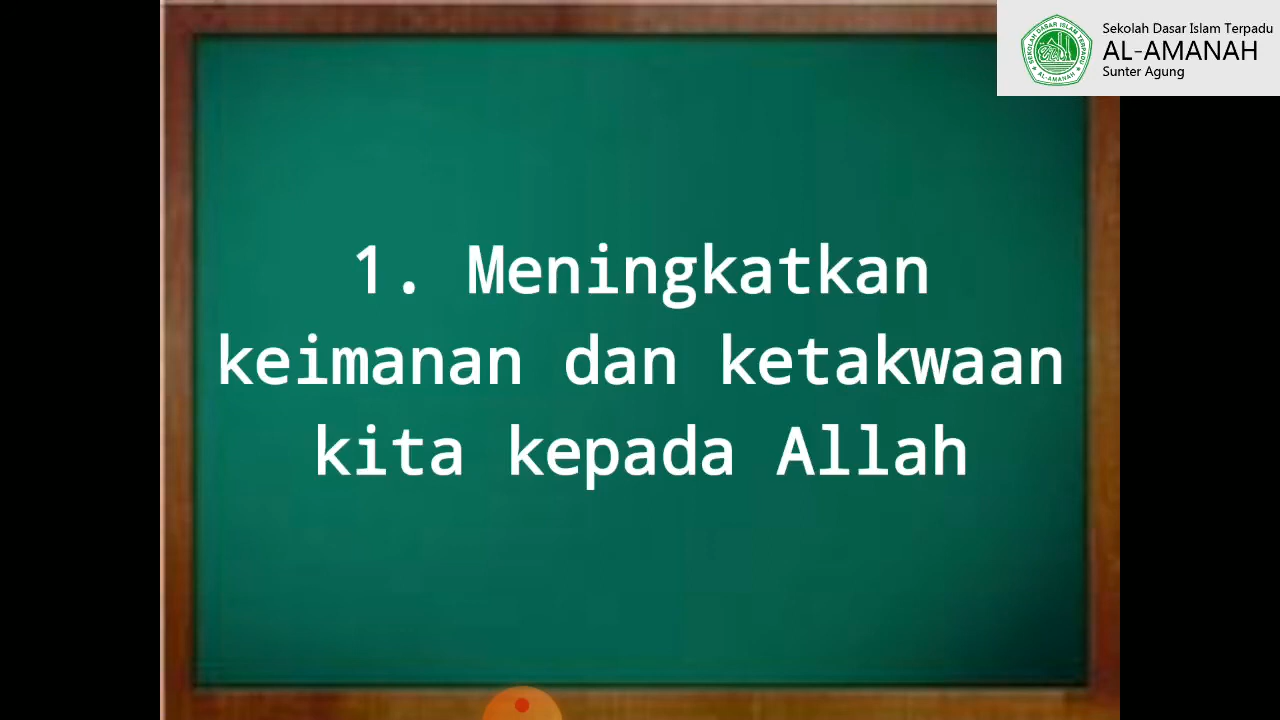 Sekolah Dasar Islam Terpadu
AL-AMANAH
Sunter Agung
1. Meningkatkan
keimanan dan ketakwaan
kita kepada Allah